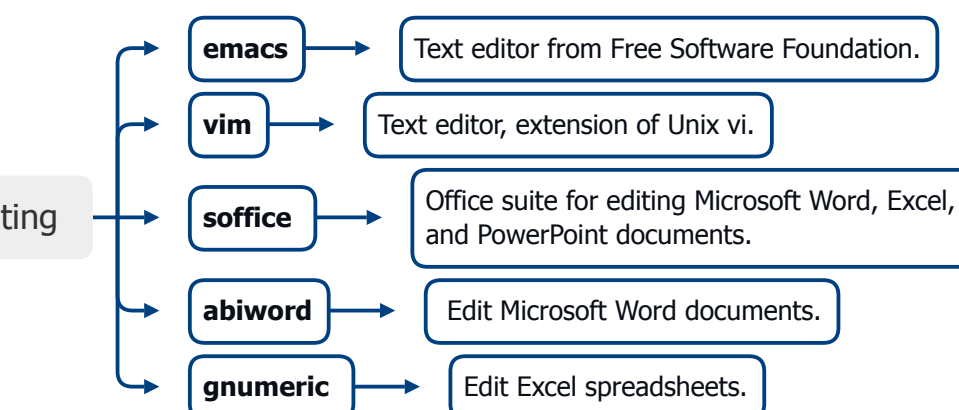 emacs
Text editor from Free Software Foundation.
vim
Text editor, extension of Unix vi.
ting
soffice
Office suite for editing Microsoft Word, Excel,
and PowerPoint documents.
abiword
Edit Microsoft Word documents.
gnumeric
Edit Excel spreadsheets.